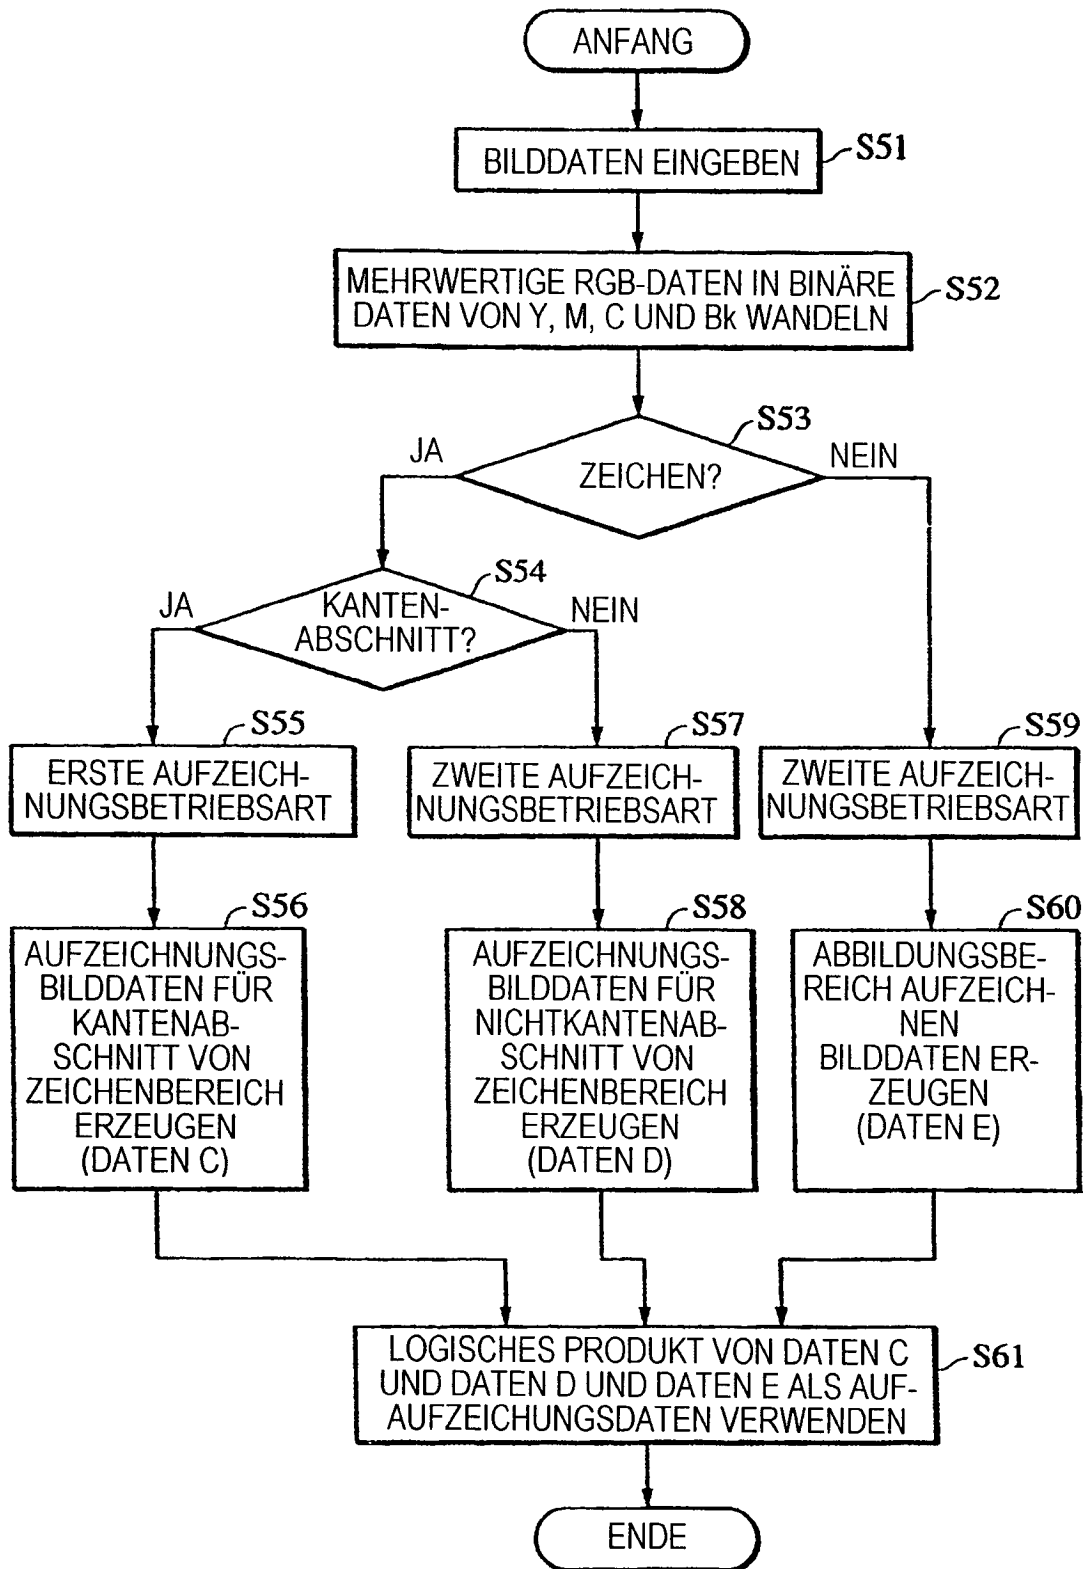 ANFANG
BILDDATEN EINGEBEN
S51
MEHRWERTIGE RGB-DATEN IN BINÄRE
DATEN VON Y, M, C UND Bk WANDELN
S52
S53
JA
ZEICHEN?
NEIN
S54
JA
KANTEN-
ABSCHNITT?
NEIN
S55
ERSTE AUFZEICH-
NUNGSBETRIEBSART
S57
ZWEITE AUFZEICH-
NUNGSBETRIEBSART
S59
ZWEITE AUFZEICH-
NUNGSBETRIEBSART
S56
AUFZEICHNUNGS-
BILDDATEN FÜR
KANTENAB-
SCHNITT VON
ZEICHENBEREICH
ERZEUGEN
(DATEN C)
S58
AUFZEICHNUNGS-
BILDDATEN FÜR
NICHTKANTENAB-
SCHNITT VON
ZEICHENBEREICH
ERZEUGEN
(DATEN D)
S60
ABBILDUNGSBE-
REICH AUFZEICH-
NEN
BILDDATEN ER-
ZEUGEN
(DATEN E)
LOGISCHES PRODUKT VON DATEN C
UND DATEN D UND DATEN E ALS AUF-
AUFZEICHUNGSDATEN VERWENDEN
S61
ENDE